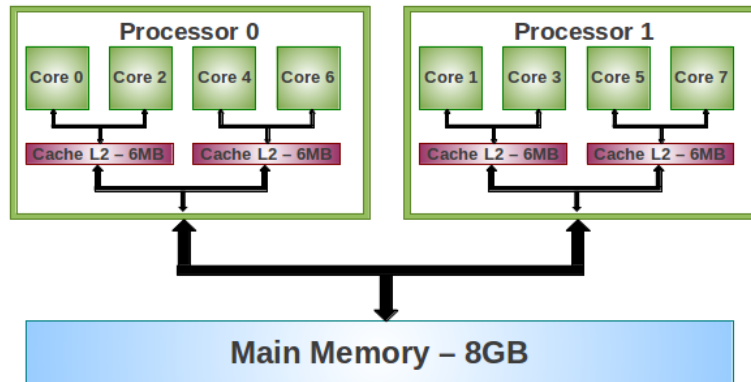 Processor 0
Processor 1
Core 0
Core 2
Core 4
Core 6
Core 1
Core 3
Core 5
Core 7
Cache L2 – 6MB
Cache L2 – 6MB
Cache L2 – 6MB
Cache L2 – 6MB
Main Memory – 8GB